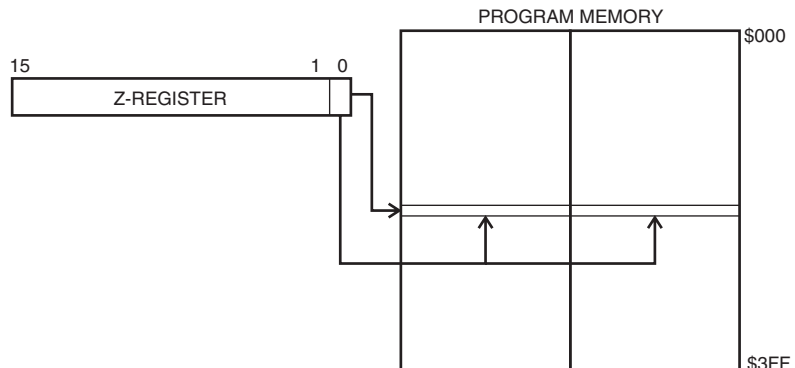 PROGRAM MEMORY
$000
15 1 0
Z-REGISTER
$3FF